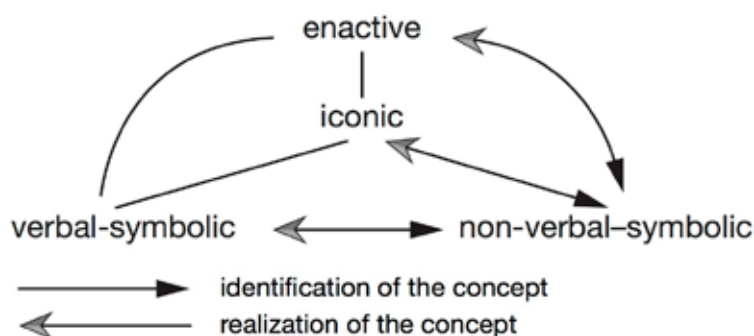 enactive
iconic
verbal-symbolic
non-verbal–symbolic
identification of the concept
realization of the concept